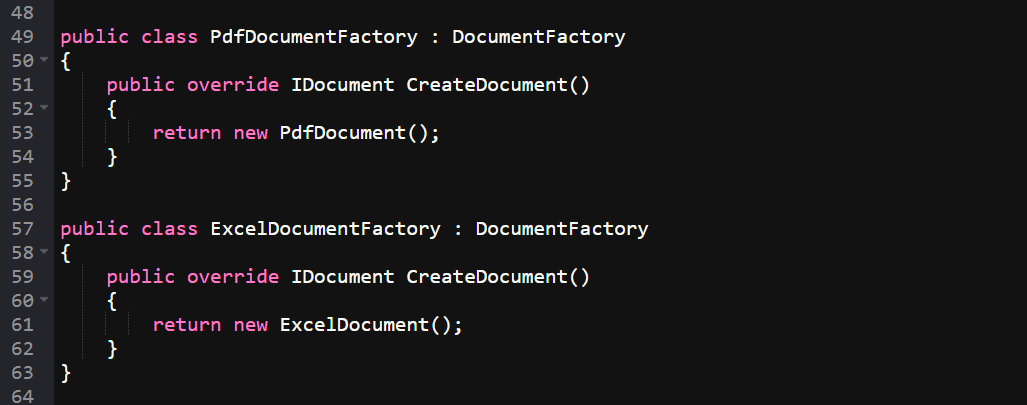 48
49 public class PdfDocumentFactory : DocumentFactory
50 {
51     public override IDocument CreateDocument()
52     {
53         return new PdfDocument();
54     }
55 }
56
57 public class ExcelDocumentFactory : DocumentFactory
58 {
59     public override IDocument CreateDocument()
60     {
61         return new ExcelDocument();
62     }
63 }
64